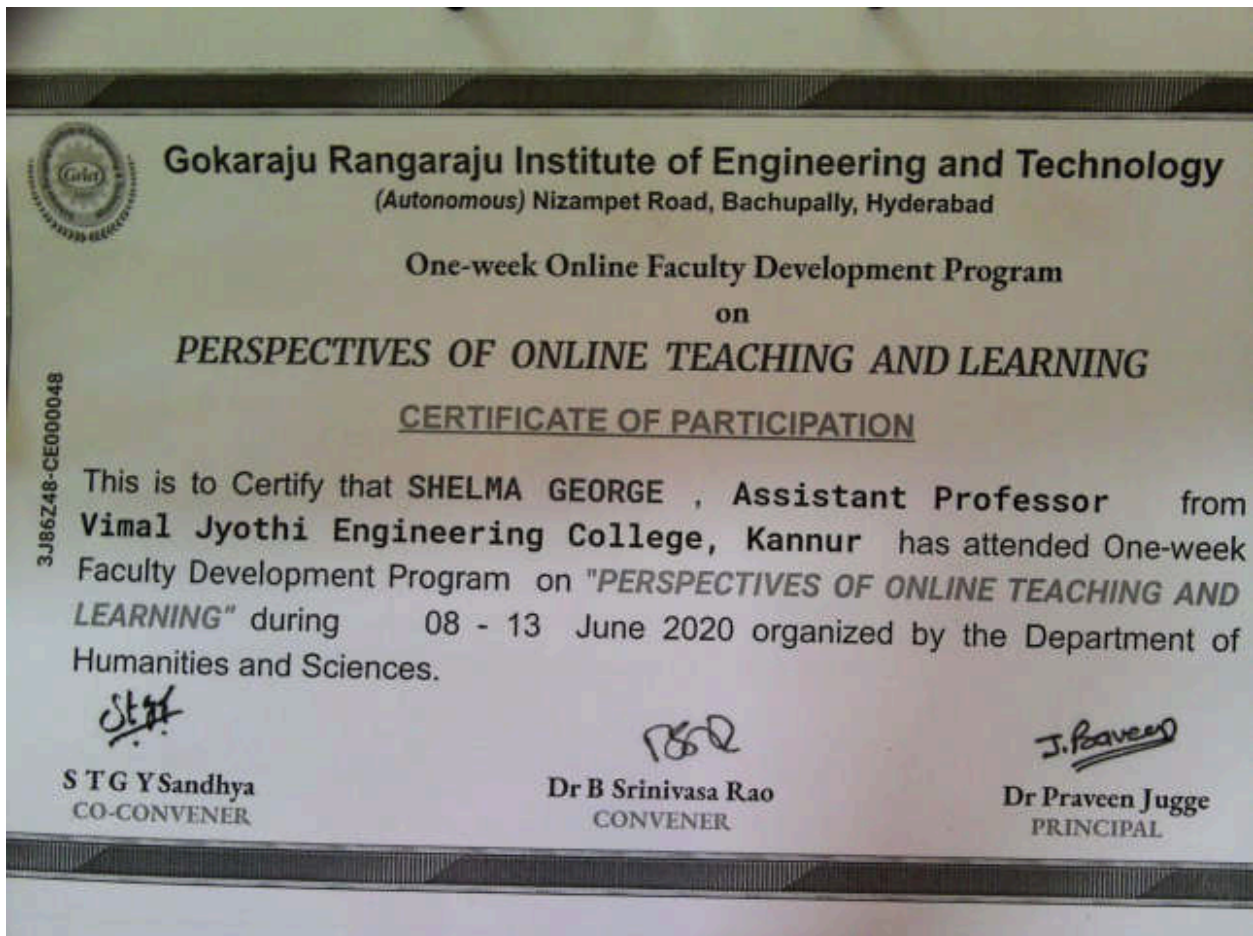 Griet
Gokaraju Rangaraju Institute of Engineering and Technology
(Autonomous) Nizampet Road, Bachupally, Hyderabad
One-week Online Faculty Development Program
on
PERSPECTIVES OF ONLINE TEACHING AND LEARNING
CERTIFICATE OF PARTICIPATION
3J86Z48-CE000048
This is to Certify that SHELMA GEORGE , Assistant Professor from
Vimal Jyothi Engineering College, Kannur has attended One-week
Faculty Development Program on "PERSPECTIVES OF ONLINE TEACHING AND
LEARNING" during 08 - 13 June 2020 organized by the Department of
Humanities and Sciences.
J. Praveen
S T G Y Sandhya
CO-CONVENER
Dr B Srinivasa Rao
CONVENER
Dr Praveen Jugge
PRINCIPAL